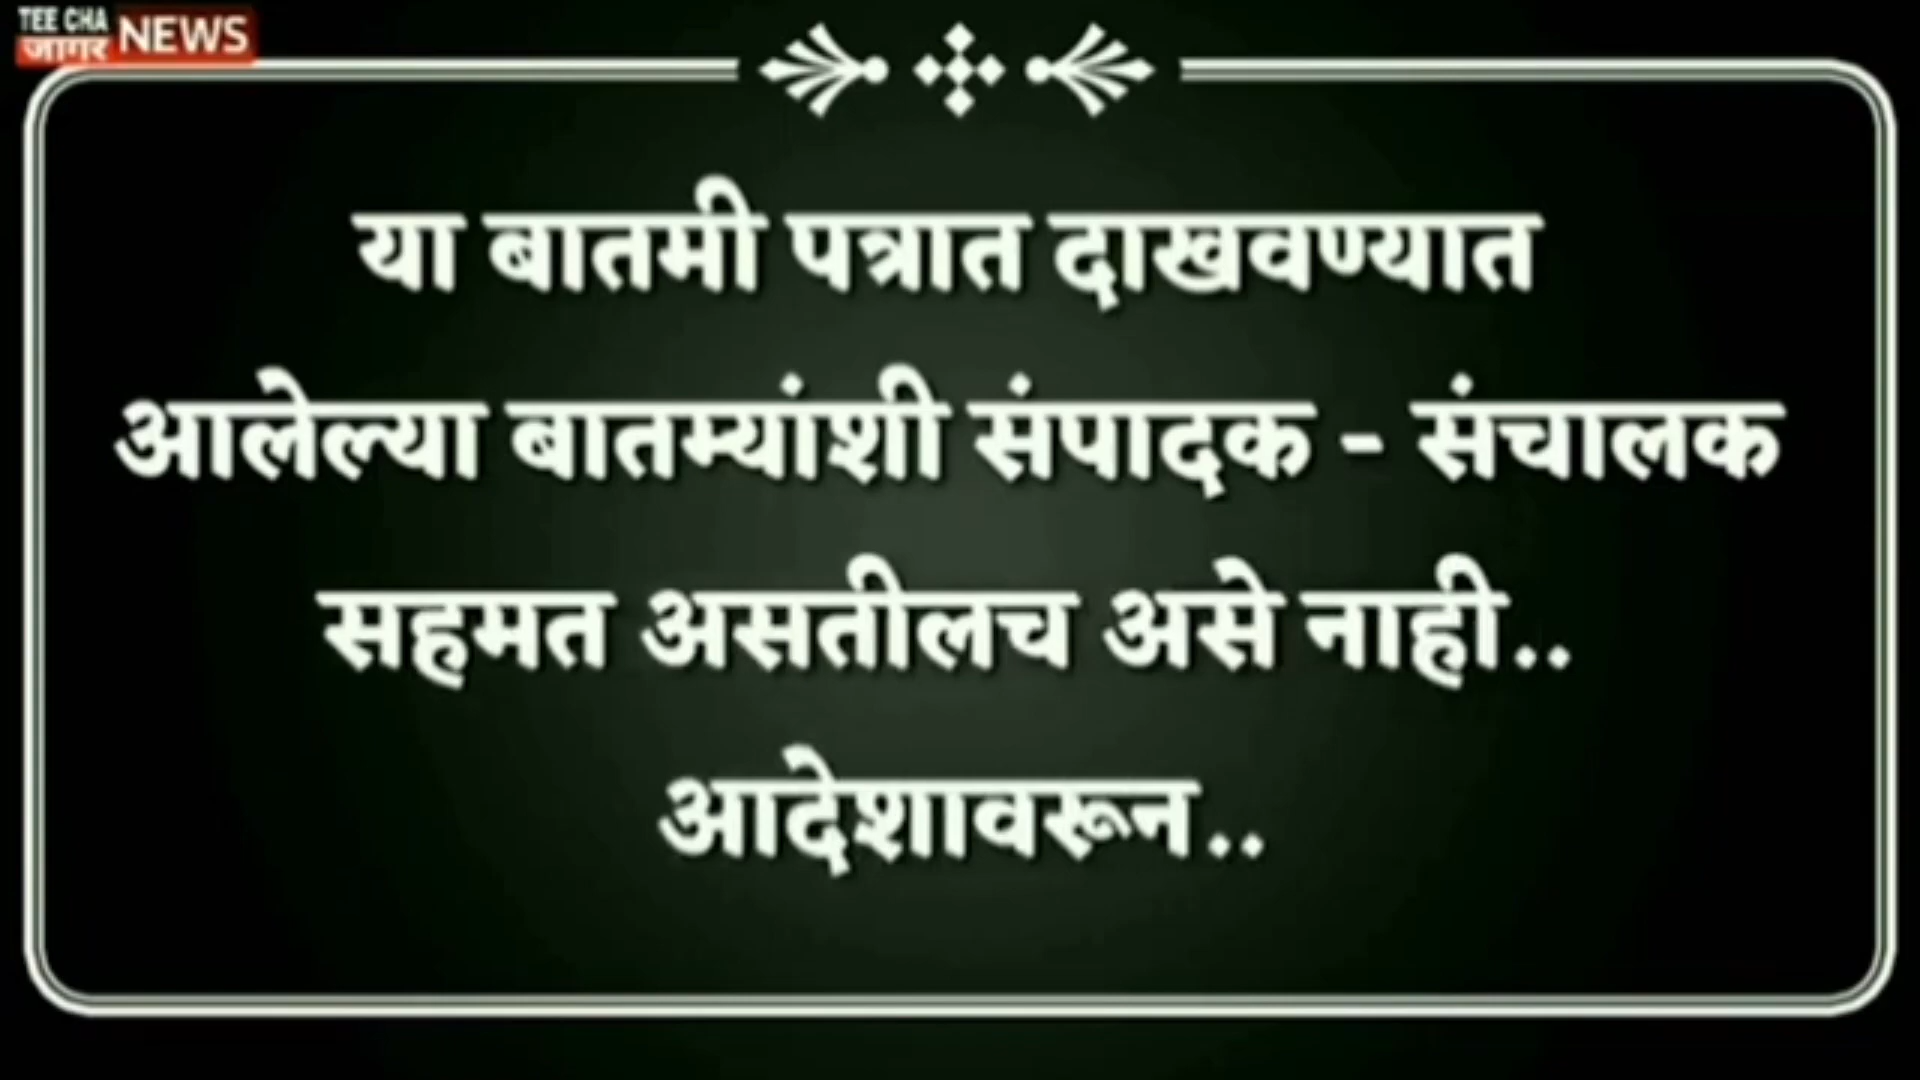 TEE CHA
जागर NEWS
या बातमी पत्रात दाखवण्यात
आलेल्या बातम्यांशी संपादक - संचालक
सहमत असतीलच असे नाही..
आदेशावरून..